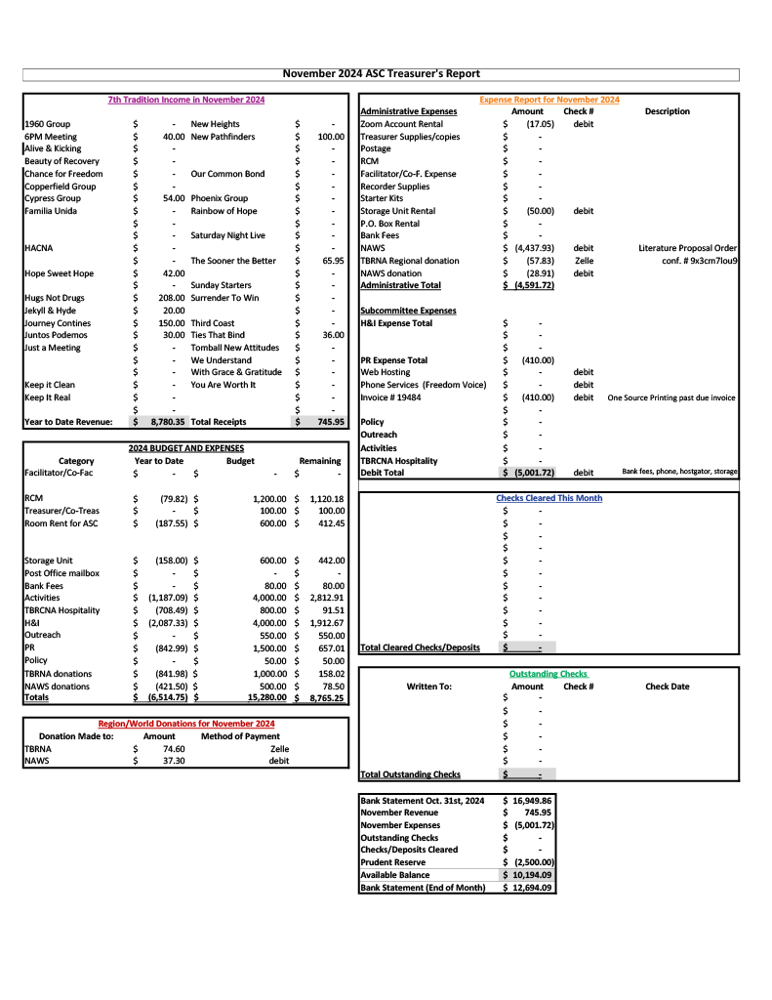 November 2024 ASC Treasurer's Report
7th Tradition Income in November 2024
1960 Group $ - New Heights $ -
6PM Meeting $ 40.00 New Pathfinders $ 100.00
Alive & Kicking $ - $ -
Beauty of Recovery $ - $ -
Chance for Freedom $ - Our Common Bond $ -
Copperfield Group $ - $ -
Cypress Group $ 54.00 Phoenix Group $ -
Familia Unida $ - Rainbow of Hope $ -
$ - $ -
$ - Saturday Night Live $ -
HACNA $ - $ -
$ - The Sooner the Better $ 65.95
Hope Sweet Hope $ 42.00 $ -
$ - Sunday Starters $ -
Hugs Not Drugs $ 208.00 Surrender To Win $ -
Jekyll & Hyde $ 20.00 $ -
Journey Contines $ 150.00 Third Coast $ -
Juntos Podemos $ 30.00 Ties That Bind $ 36.00
Just a Meeting $ - Tomball New Attitudes $ -
$ - We Understand $ -
$ - With Grace & Gratitude $ -
Keep it Clean $ - You Are Worth It $ -
Keep It Real $ - $ -
$ - $ -
Year to Date Revenue: $ 8,780.35 Total Receipts $ 745.95
2024 BUDGET AND EXPENSES
Category Year to Date Budget Remaining
Facilitator/Co-Fac $ - $ - $ -
RCM $ (79.82) $ 1,200.00 $ 1,120.18
Treasurer/Co-Treas $ - $ 100.00 $ 100.00
Room Rent for ASC $ (187.55) $ 600.00 $ 412.45
Storage Unit $ (158.00) $ 600.00 $ 442.00
Post Office mailbox $ - $ - $ -
Bank Fees $ - $ 80.00 $ 80.00
Activities $ (1,187.09) $ 4,000.00 $ 2,812.91
TBRCNA Hospitality $ (708.49) $ 800.00 $ 91.51
H&I $ (2,087.33) $ 4,000.00 $ 1,912.67
Outreach $ - $ 550.00 $ 550.00
PR $ (842.99) $ 1,500.00 $ 657.01
Policy $ - $ 50.00 $ 50.00
TBRNA donations $ (841.98) $ 1,000.00 $ 158.02
NAWS donations $ (421.50) $ 500.00 $ 78.50
Totals $ (6,514.75) $ 15,280.00 $ 8,765.25
Region/World Donations for November 2024
Donation Made to: Amount Method of Payment
TBRNA $ 74.60 Zelle
NAWS $ 37.30 debit
Expense Report for November 2024
Administrative Expenses Amount Check # Description
Zoom Account Rental $ (17.05) debit
Treasurer Supplies/copies $ -
Postage $ -
RCM $ -
Facilitator/Co-F. Expense $ -
Recorder Supplies $ -
Starter Kits $ -
Storage Unit Rental $ (50.00) debit
P.O. Box Rental $ -
Bank Fees $ -
NAWS $ (4,437.93) debit Literature Proposal Order
TBRNA Regional donation $ (57.83) Zelle conf. # 9x3cm7lou9
NAWS donation $ (28.91) debit
Administrative Total $ (4,591.72)
Subcommittee Expenses
H&I Expense Total $ -
$ -
$ -
PR Expense Total $ (410.00)
Web Hosting $ - debit
Phone Services (Freedom Voice) $ - debit
Invoice # 19484 $ (410.00) debit One Source Printing past due invoice
$ -
Policy $ -
Outreach $ -
Activities $ -
TBRCNA Hospitality $ -
Debit Total $ (5,001.72) debit Bank fees, phone, hostgator, storage
Checks Cleared This Month
$ -
$ -
$ -
$ -
$ -
$ -
$ -
$ -
$ -
$ -
$ -
Total Cleared Checks/Deposits $ -
Outstanding Checks
Written To: Amount Check # Check Date
$ -
$ -
$ -
$ -
$ -
$ -
Total Outstanding Checks $ -
Bank Statement Oct. 31st, 2024 $ 16,949.86
November Revenue $ 745.95
November Expenses $ (5,001.72)
Outstanding Checks $ -
Checks/Deposits Cleared $ -
Prudent Reserve $ (2,500.00)
Available Balance $ 10,194.09
Bank Statement (End of Month) $ 12,694.09